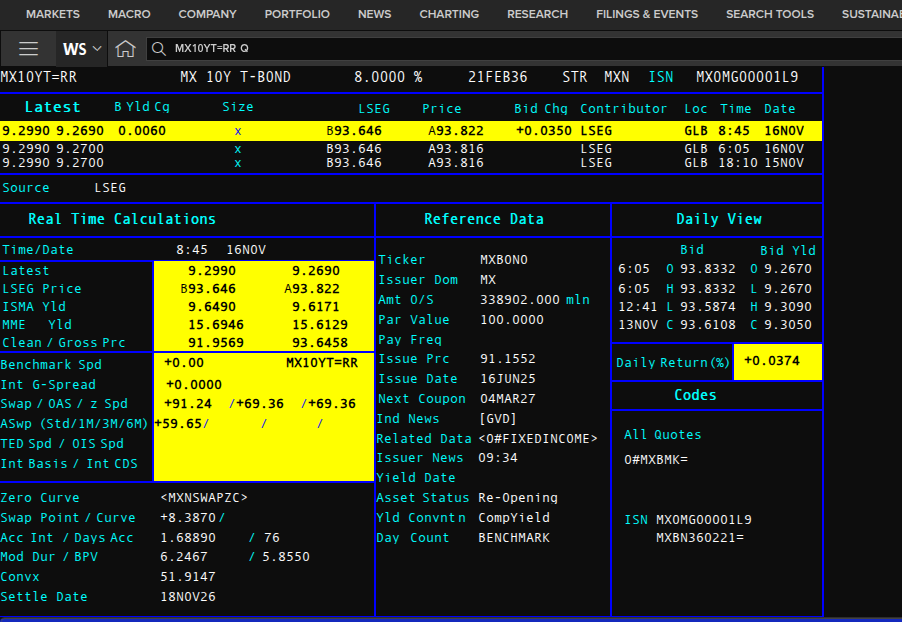 MARKETS MACRO COMPANY PORTFOLIO NEWS CHARTING RESEARCH FILINGS & EVENTS SEARCH TOOLS SUSTAINA
WS MX10YT=RR Q
MX10YT=RR MX 10Y T-BOND 8.0000 % 21FEB36 STR MXN ISN MX0MG00001L9
Latest B Yld Cg Size LSEG Price Bid Chg Contributor Loc Time Date
9.2990 9.2690 0.0060 x B93.646 A93.822 +0.0350 LSEG GLB 8:45 16NOV
9.2990 9.2700 x B93.646 A93.816 LSEG GLB 6:05 16NOV
9.2990 9.2700 x B93.646 A93.816 LSEG GLB 18:10 15NOV
Source LSEG
Real Time Calculations
Time/Date 8:45 16NOV
Latest 9.2990 9.2690
LSEG Price B93.646 A93.822
ISMA Yld 9.6490 9.6171
MME Yld 15.6946 15.6129
Clean / Gross Prc 91.9569 93.6458
Benchmark Spd +0.00 MX10YT=RR
Int G-Spread +0.0000
Swap / OAS / z Spd +91.24 /+69.36 /+69.36
ASwp (Std/1M/3M/6M) +59.65/ / /
TED Spd / OIS Spd
Int Basis / Int CDS
Zero Curve <MXNSWAPZC>
Swap Point / Curve +8.3870 /
Acc Int / Days Acc 1.68890 / 76
Mod Dur / BPV 6.2467 / 5.8550
Convx 51.9147
Settle Date 18NOV26
Reference Data
Ticker MXBONO
Issuer Dom MX
Amt O/S 338902.000 mln
Par Value 100.0000
Pay Freq
Issue Prc 91.1552
Issue Date 16JUN25
Next Coupon 04MAR27
Ind News [GVD]
Related Data <0#FIXEDINCOME>
Issuer News 09:34
Yield Date
Asset Status Re-Opening
Yld Convntn CompYield
Day Count BENCHMARK
Daily View
Bid Bid Yld
6:05 O 93.8332 O 9.2670
6:05 H 93.8332 L 9.2670
12:41 L 93.5874 H 9.3090
13NOV C 93.6108 C 9.3050
Daily Return(%) +0.0374
Codes
All Quotes
0#MXBMK=
ISN MX0MG00001L9
MXBN360221=